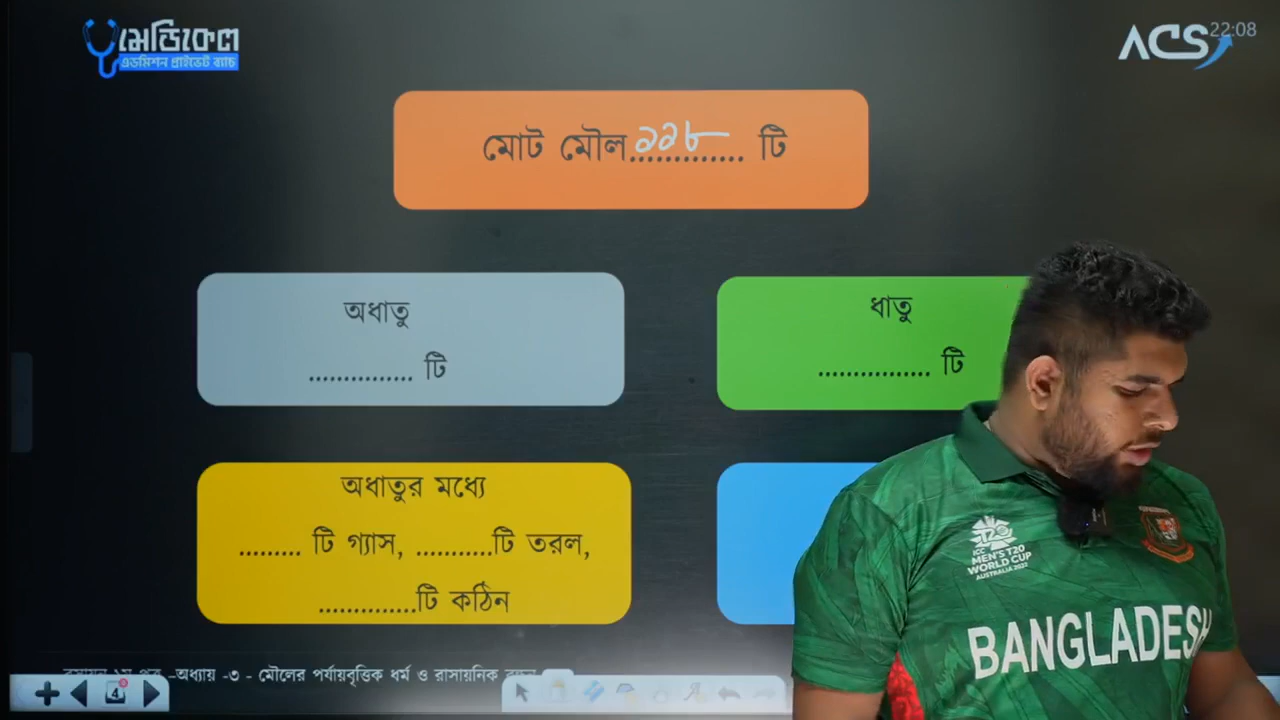 মেডিকেল
এডমিশন প্রাইভেট ব্যাচ
ACS
22:08
মোট মৌল ১১৮ টি
অধাতু
............... টি
ধাতু
................ টি
অধাতুর মধ্যে
......... টি গ্যাস, ...........টি তরল,
..............টি কঠিন
ICC
MEN'S T20
WORLD CUP
AUSTRALIA 2022
BANGLADESH
-অধ্যায় -৩ - মৌলের পর্যায়বৃত্তিক ধর্ম ও রাসায়নিক
4